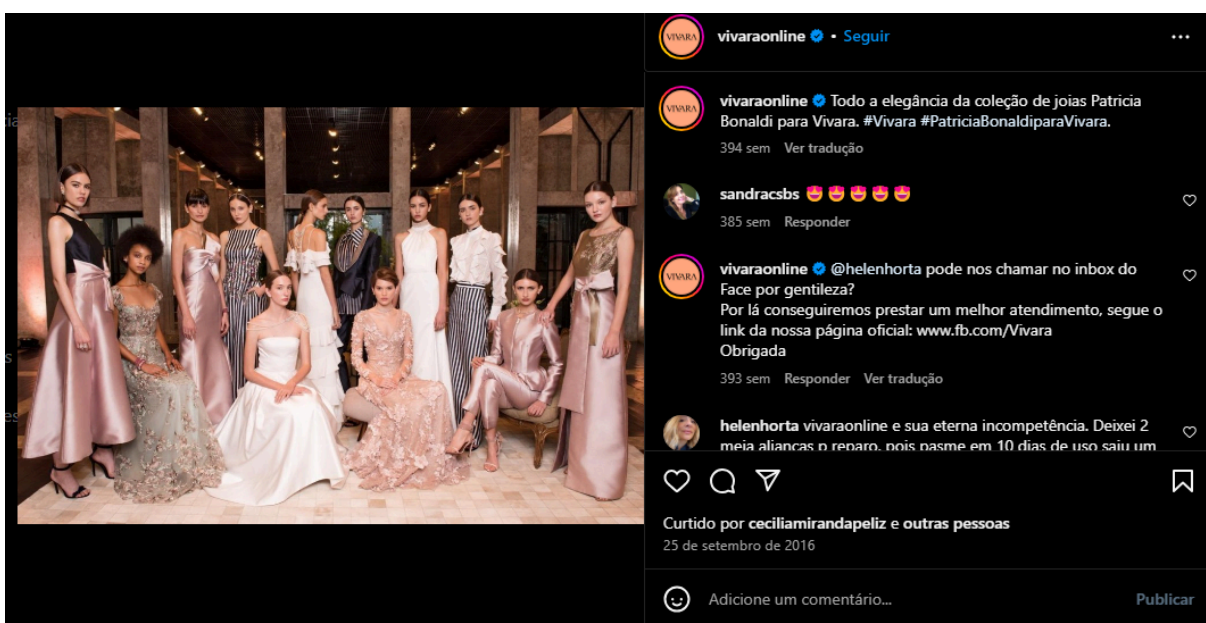 VIVARA
vivaraonline • Seguir
VIVARA
vivaraonline Todo a elegância da coleção de joias Patricia
Bonaldi para Vivara. #Vivara #PatriciaBonaldiparaVivara.
394 sem Ver tradução
sandracsbs
385 sem Responder
VIVARA
vivaraonline @helenhorta pode nos chamar no inbox do
Face por gentileza?
Por lá conseguiremos prestar um melhor atendimento, segue o
link da nossa página oficial: www.fb.com/Vivara
Obrigada
393 sem Responder Ver tradução
helenhorta vivaraonline e sua eterna incompetência. Deixei 2
meia alianças p reparo, pois pasme em 10 dias de uso saiu um
Curtido por ceciliamirandapeliz e outras pessoas
25 de setembro de 2016
Adicione um comentário...
Publicar